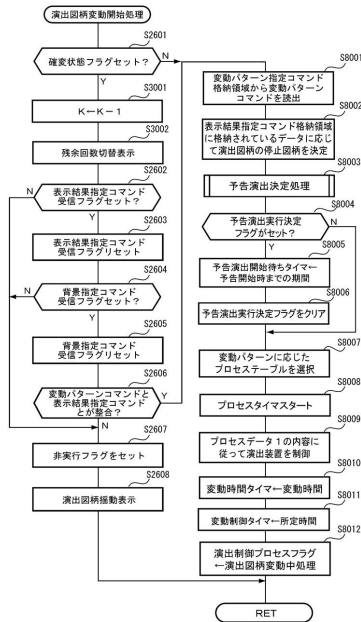 演出図柄変動開始処理
S2601
確変状態フラグセット？
N
Y
S3001
K←K－1
S3002
残余回数切替表示
S2602
表示結果指定コマンド
受信フラグセット？
N
Y
S2603
表示結果指定コマンド
受信フラグリセット
S2604
背景指定コマンド
受信フラグセット？
N
Y
S2605
背景指定コマンド
受信フラグリセット
S2606
変動パターンコマンドと
表示結果指定コマンド
とが整合？
Y
N
S2607
非実行フラグをセット
S2608
演出図柄揺動表示
S8001
変動パターン指定コマンド
格納領域から変動パターン
コマンドを読出
S8002
表示結果指定コマンド格納領域
に格納されているデータに応じ
て演出図柄の停止図柄を決定
S8003
予告演出決定処理
S8004
予告演出実行決定
フラグがセット？
N
Y
S8005
予告演出開始待ちタイマ←
予告開始時までの期間
S8006
予告演出実行決定フラグをクリア
S8007
変動パターンに応じた
プロセステーブルを選択
S8008
プロセスタイマスタート
S8009
プロセスデータ１の内容に
従って演出装置を制御
S8010
変動時間タイマ←変動時間
S8011
変動制御タイマ←所定時間
S8012
演出制御プロセスフラグ
←演出図柄変動中処理
RET